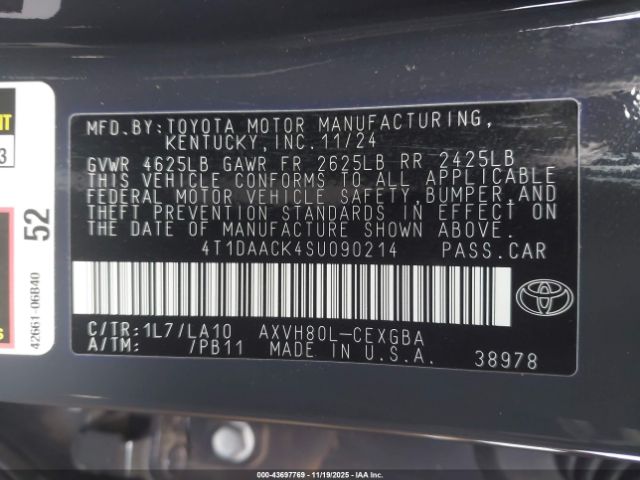 MFD.BY:TOYOTA MOTOR MANUFACTURING,
KENTUCKY,INC.11/24
GVWR 4625LB GAWR FR 2625LB RR 2425LB
THIS VEHICLE CONFORMS TO ALL APPLICABLE
FEDERAL MOTOR VEHICLE SAFETY,BUMPER,AND
THEFT PREVENTION STANDARDS IN EFFECT ON
THE DATE OF MANUFACTURE SHOWN ABOVE.
4T1DAACK4SU090214 PASS.CAR
C/TR:1L7/LA10 AXVH80L-CEXGBA
A/TM: /PB11 MADE IN U.S.A.
38978
52
42661-06B40
00-43697769 - 11/19/2025 - IAAI.COM